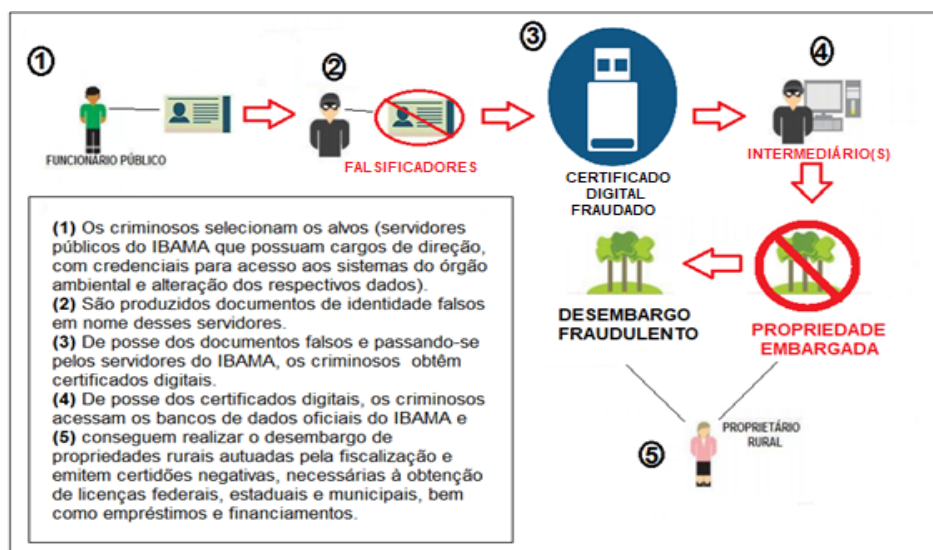 1
2
3
4
FUNCIONÁRIO PÚBLICO
FALSIFICADORES
CERTIFICADO
DIGITAL
FRAUDADO
INTERMEDIÁRIO(S)
(1) Os criminosos selecionam os alvos (servidores
públicos do IBAMA que possuam cargos de direção,
com credenciais para acesso aos sistemas do órgão
ambiental e alteração dos respectivos dados).
(2) São produzidos documentos de identidade falsos
em nome desses servidores.
(3) De posse dos documentos falsos e passando-se
pelos servidores do IBAMA, os criminosos obtêm
certificados digitais.
(4) De posse dos certificados digitais, os criminosos
acessam os bancos de dados oficiais do IBAMA e
(5) conseguem realizar o desembargo de
propriedades rurais autuadas pela fiscalização e
emitem certidões negativas, necessárias à obtenção
de licenças federais, estaduais e municipais, bem
como empréstimos e financiamentos.
DESEMBARGO
FRAUDULENTO
PROPRIEDADE
EMBARGADA
5
PROPRIETÁRIO
RURAL